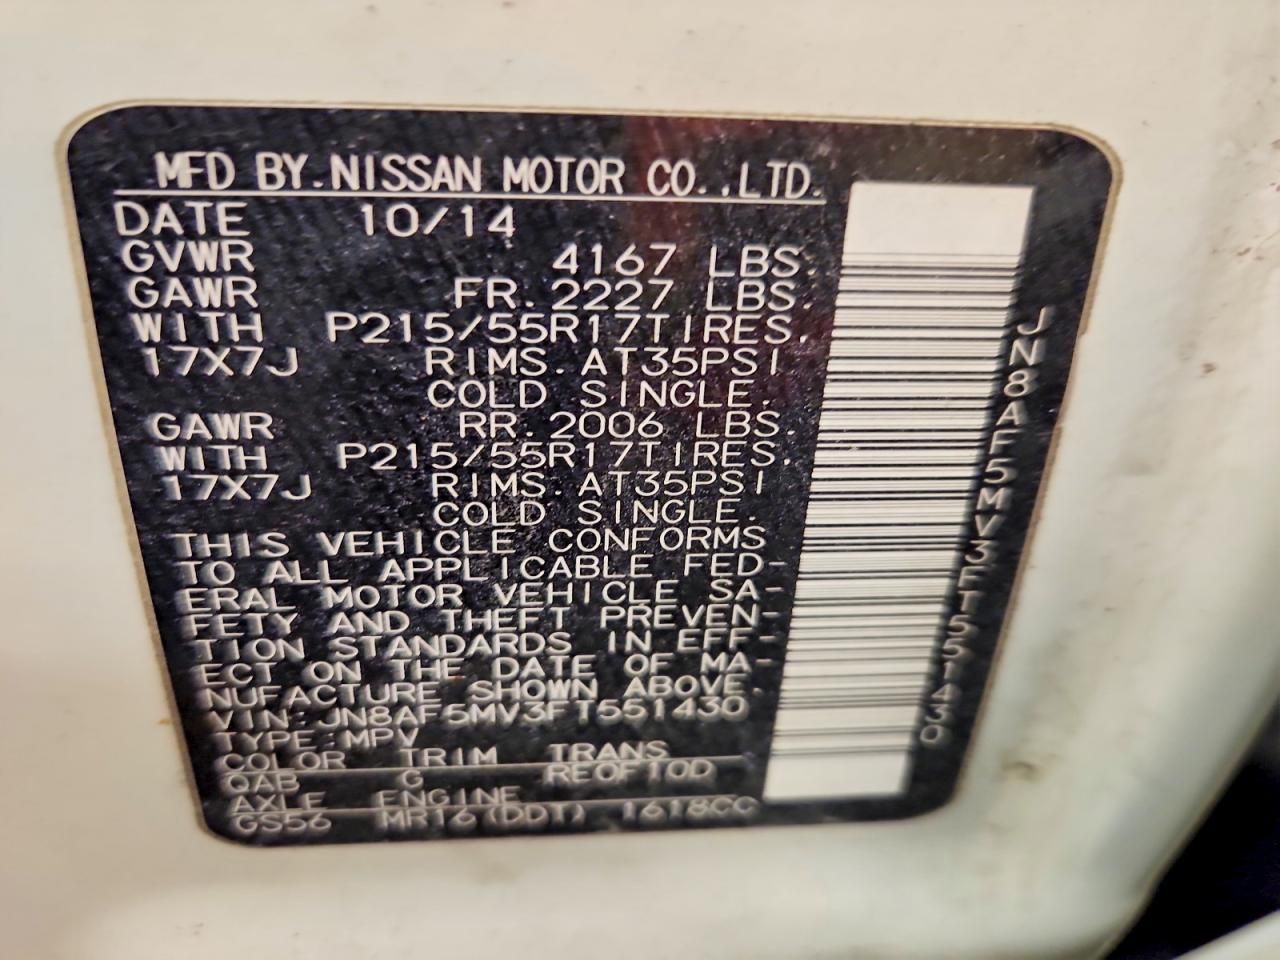 MFD BY.NISSAN MOTOR CO.,LTD.
DATE 10/14
GVWR 4167 LBS.
GAWR FR.2227 LBS.
WITH P215/55R17TIRES.
17X7J RIMS.AT35PSI
COLD SINGLE.
GAWR RR.2006 LBS.
WITH P215/55R17TIRES.
17X7J RIMS.AT35PSI
COLD SINGLE.
THIS VEHICLE CONFORMS
TO ALL APPLICABLE FED-
ERAL MOTOR VEHICLE SA-
FETY AND THEFT PREVEN-
TION STANDARDS IN EFF-
ECT ON THE DATE OF MA-
NUFACTURE SHOWN ABOVE.
VIN:JN8AF5MV3FT551430
TYPE:MPV
COLOR TRIM TRANS
QAB G RE0F10D
AXLE ENGINE
GS56 MR16(DDT) 1618CC
JN8AF5MV3FT551430